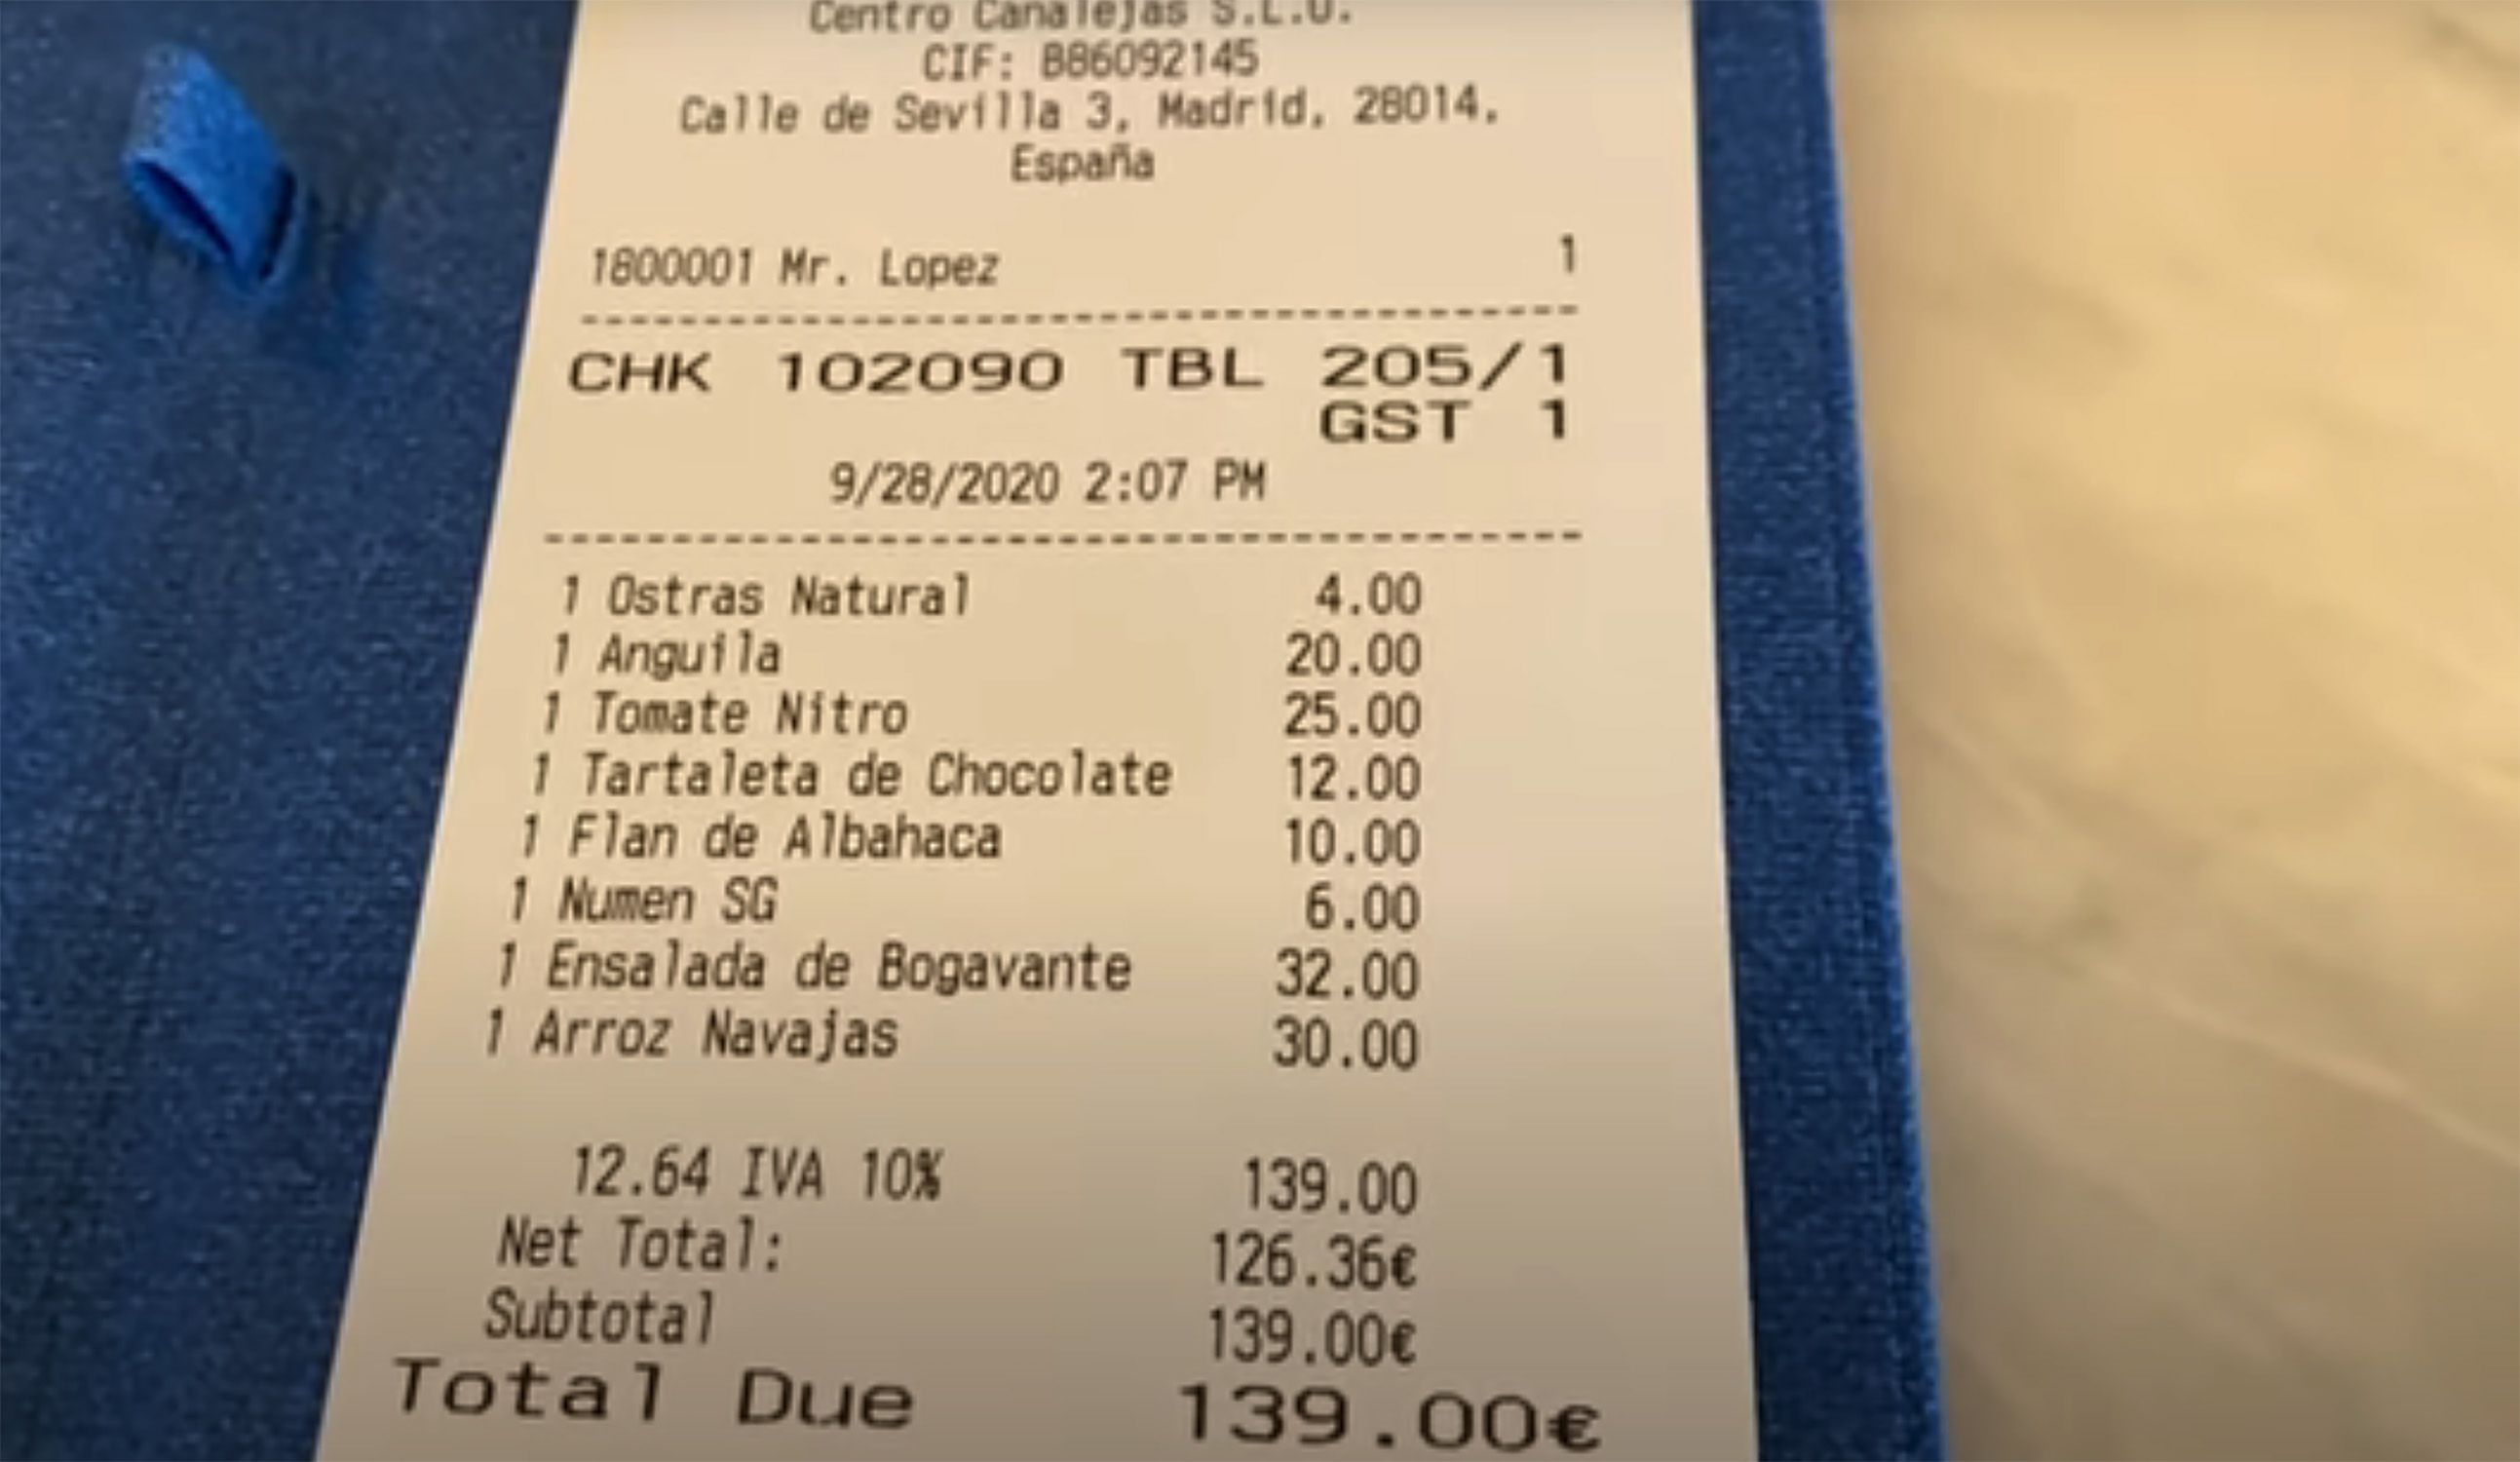 Centro Canalejas S.L.U.
CIF: B86092145
Calle de Sevilla 3, Madrid, 28014,
España
1800001 Mr. Lopez 1
CHK 102090 TBL 205/1
GST 1
9/28/2020 2:07 PM
1 Ostras Natural 4.00
1 Anguila 20.00
1 Tomate Nitro 25.00
1 Tartaleta de Chocolate 12.00
1 Flan de Albahaca 10.00
1 Numen SG 6.00
1 Ensalada de Bogavante 32.00
1 Arroz Navajas 30.00
12.64 IVA 10% 139.00
Net Total: 126.36€
Subtotal 139.00€
Total Due 139.00€